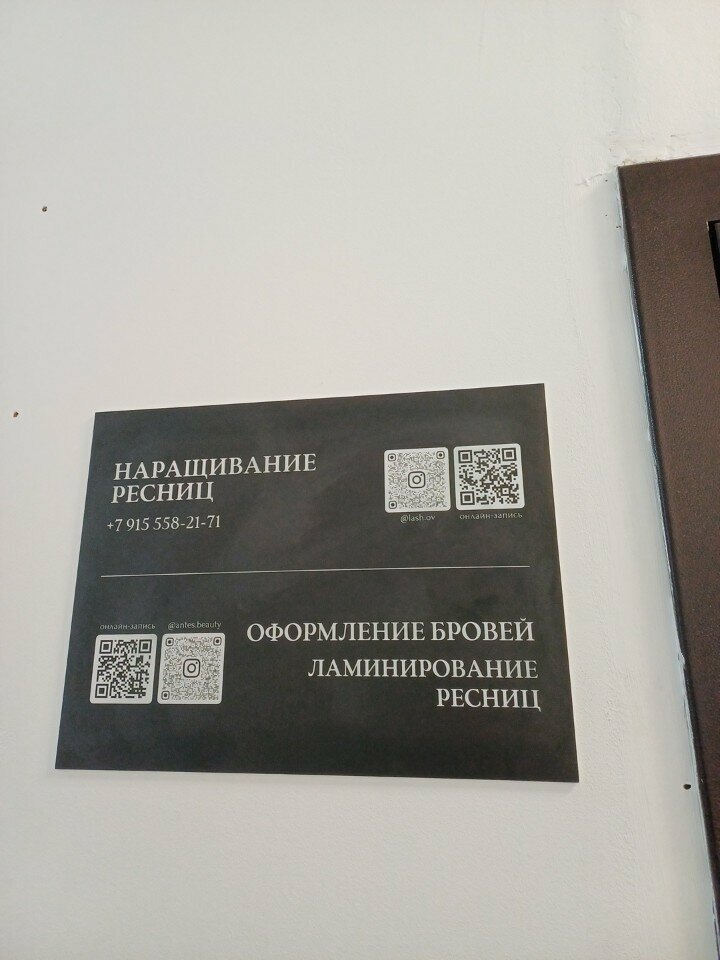 НАРАЩИВАНИЕ
РЕСНИЦ
+7 915 558-21-71
@lash.ov
онлайн-запись
онлайн-запись
@antes.beauty
ОФОРМЛЕНИЕ БРОВЕЙ
ЛАМИНИРОВАНИЕ
РЕСНИЦ